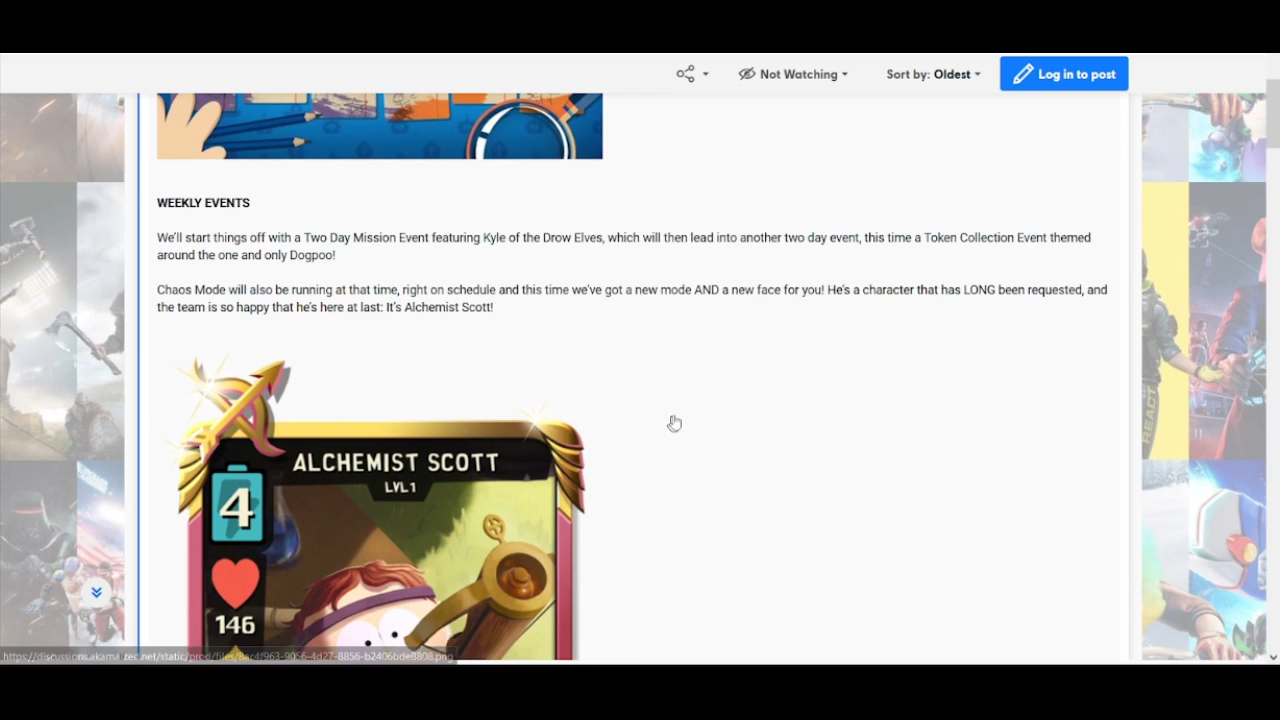 Not Watching
Sort by: Oldest
Log in to post
WEEKLY EVENTS
We'll start things off with a Two Day Mission Event featuring Kyle of the Drow Elves, which will then lead into another two day event, this time a Token Collection Event themed
around the one and only Dogpoo!
Chaos Mode will also be running at that time, right on schedule and this time we've got a new mode AND a new face for you! He's a character that has LONG been requested, and
the team is so happy that he's here at last: It's Alchemist Scott!
ALCHEMIST SCOTT
LVL 1
4
146
REACT